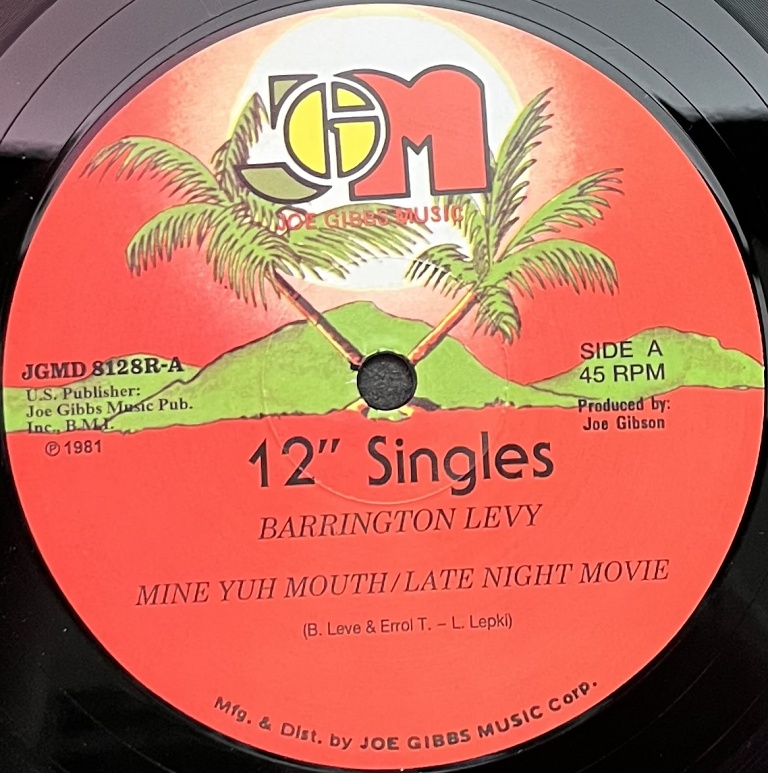 JGM
JOE GIBBS MUSIC
JGMD 8128R-A
U.S. Publisher:
Joe Gibbs Music Pub.
Inc., B.M.I.
℗ 1981
SIDE A
45 RPM
Produced by:
Joe Gibson
12" Singles
BARRINGTON LEVY
MINE YUH MOUTH/LATE NIGHT MOVIE
(B. Leve & Errol T. – L. Lepki)
Mfg. & Dist. by JOE GIBBS MUSIC Corp.